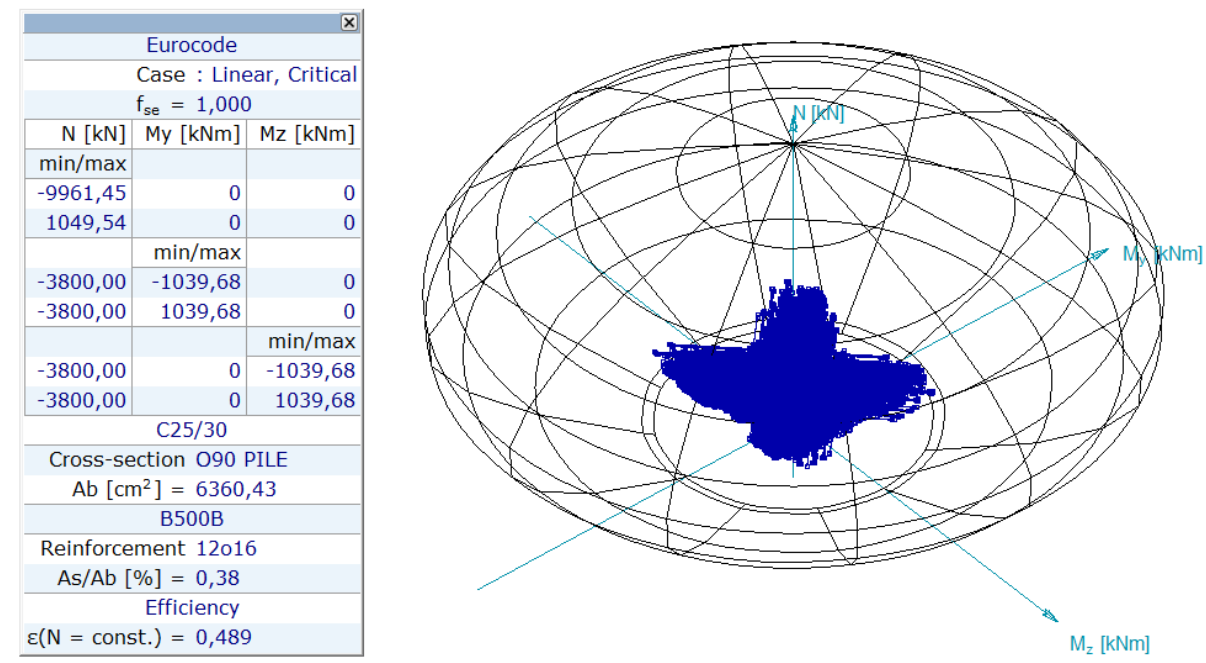 Eurocode
Case : Linear, Critical
fse = 1,000
N [kN] My [kNm] Mz [kNm]
min/max
-9961,45 0 0
1049,54 0 0
min/max
-3800,00 -1039,68 0
-3800,00 1039,68 0
min/max
-3800,00 0 -1039,68
-3800,00 0 1039,68
C25/30
Cross-section O90 PILE
Ab [cm²] = 6360,43
B500B
Reinforcement 12o16
As/Ab [%] = 0,38
Efficiency
ε(N = const.) = 0,489
N [kN]
My [kNm]
Mz [kNm]